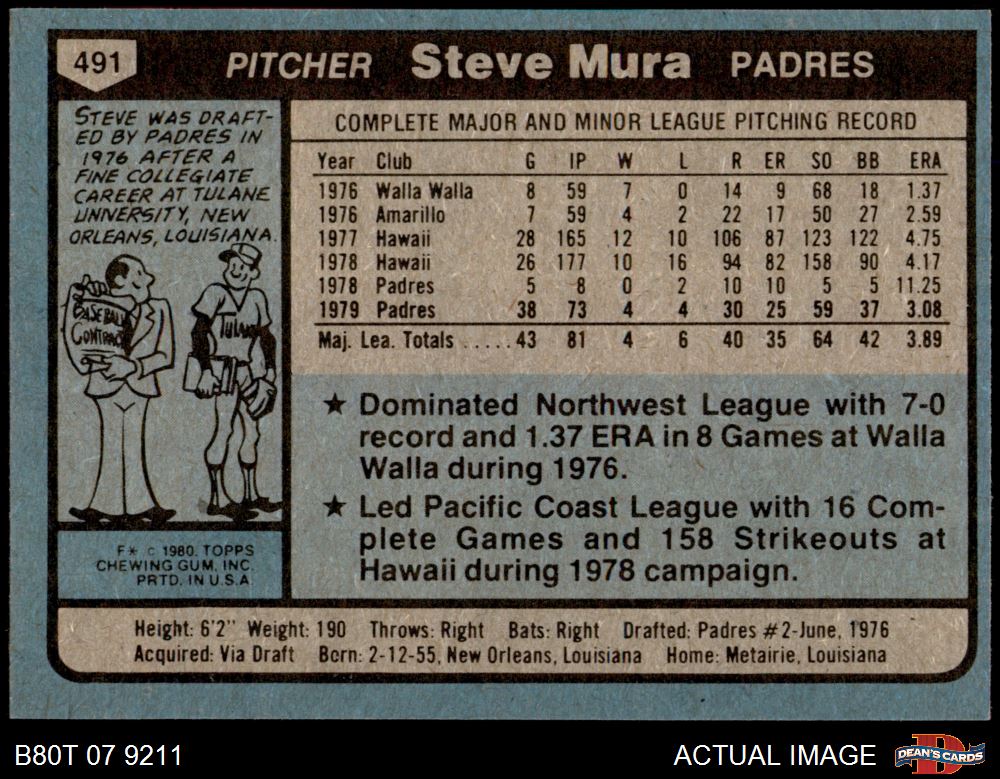 491 PITCHER Steve Mura PADRES
STEVE WAS DRAFT-
ED BY PADRES IN
1976 AFTER A
FINE COLLEGIATE
CAREER AT TULANE
UNIVERSITY, NEW
ORLEANS, LOUISIANA.
BASEBALL
CONTRACT
TULANE
F* © 1980. TOPPS
CHEWING GUM, INC.
PRTD. IN U.S.A.
COMPLETE MAJOR AND MINOR LEAGUE PITCHING RECORD
Year Club G IP W L R ER SO BB ERA
1976 Walla Walla 8 59 7 0 14 9 68 18 1.37
1976 Amarillo 7 59 4 2 22 17 50 27 2.59
1977 Hawaii 28 165 12 10 106 87 123 122 4.75
1978 Hawaii 26 177 10 16 94 82 158 90 4.17
1978 Padres 5 8 0 2 10 10 5 5 11.25
1979 Padres 38 73 4 4 30 25 59 37 3.08
Maj. Lea. Totals ..... 43 81 4 6 40 35 64 42 3.89
★ Dominated Northwest League with 7-0
record and 1.37 ERA in 8 Games at Walla
Walla during 1976.
★ Led Pacific Coast League with 16 Com-
plete Games and 158 Strikeouts at
Hawaii during 1978 campaign.
Height: 6'2" Weight: 190 Throws: Right Bats: Right Drafted: Padres #2-June, 1976
Acquired: Via Draft Born: 2-12-55, New Orleans, Louisiana Home: Metairie, Louisiana
B80T 07 9211 ACTUAL IMAGE DEAN'S CARDS